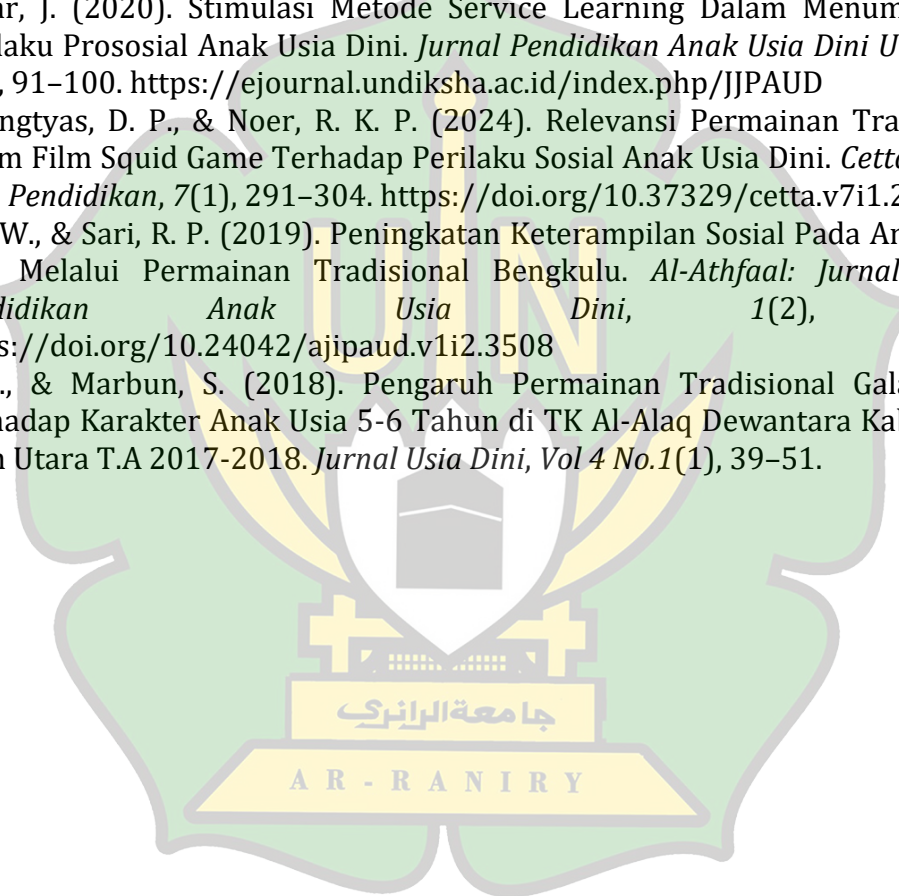 ar, J. (2020). Stimulasi Metode Service Learning Dalam Menum
laku Prososial Anak Usia Dini. Jurnal Pendidikan Anak Usia Dini U
, 91–100. https://ejournal.undiksha.ac.id/index.php/JJPAUD
ngtyas, D. P., & Noer, R. K. P. (2024). Relevansi Permainan Tra
m Film Squid Game Terhadap Perilaku Sosial Anak Usia Dini. Cetta
Pendidikan, 7(1), 291–304. https://doi.org/10.37329/cetta.v7i1.2
W., & Sari, R. P. (2019). Peningkatan Keterampilan Sosial Pada An
Melalui Permainan Tradisional Bengkulu. Al-Athfaal: Jurnal
didikan Anak Usia Dini, 1(2),
s://doi.org/10.24042/ajipaud.v1i2.3508
., & Marbun, S. (2018). Pengaruh Permainan Tradisional Gala
hadap Karakter Anak Usia 5-6 Tahun di TK Al-Alaq Dewantara Kab
n Utara T.A 2017-2018. Jurnal Usia Dini, Vol 4 No.1(1), 39–51.
UIN
جامعة الرانري
AR-RANIRY